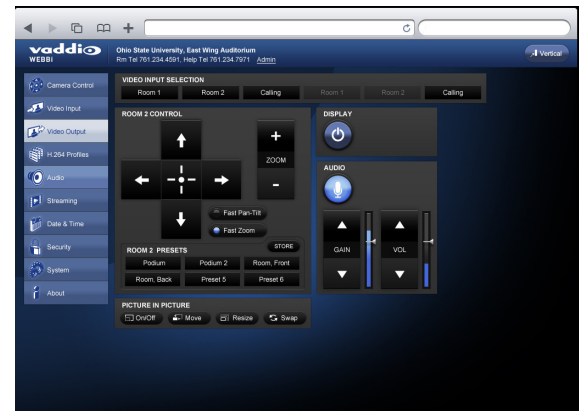 vaddio
WEBBi
Ohio State University, East Wing Auditorium
Rm Tel 761.234.4591, Help Tel 761.234.7971 Admin
Vertical
Camera Control
Video Input
Video Output
H.264 Profiles
Audio
Streaming
Date & Time
Security
System
About
VIDEO INPUT SELECTION
Room 1 Room 2 Calling Room 1 Room 2 Calling
ROOM 2 CONTROL
+
ZOOM
-
Fast Pan-Tilt
Fast Zoom
ROOM 2 PRESETS STORE
Podium Podium 2 Room, Front
Room, Back Preset 5 Preset 6
PICTURE IN PICTURE
On/Off Move Resize Swap
DISPLAY
AUDIO
GAIN VOL